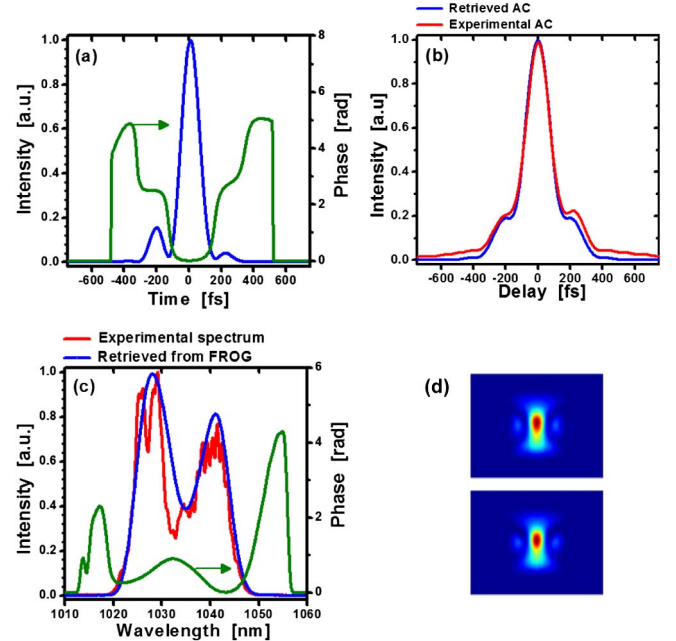 Retrieved AC
Experimental AC
(a)
1.0
0.8
0.6
0.4
0.2
0.0
Intensity [a.u.]
8
6
4
2
0
Phase [rad]
-600 -400 -200 0 200 400 600
Time [fs]
(b)
1.0
0.8
0.6
0.4
0.2
0.0
Intensity [a.u]
-600 -400 -200 0 200 400 600
Delay [fs]
Experimental spectrum
Retrieved from FROG
(c)
1.0
0.8
0.6
0.4
0.2
0.0
Intensity [a.u.]
6
4
2
0
Phase [rad]
1010 1020 1030 1040 1050 1060
Wavelength [nm]
(d)